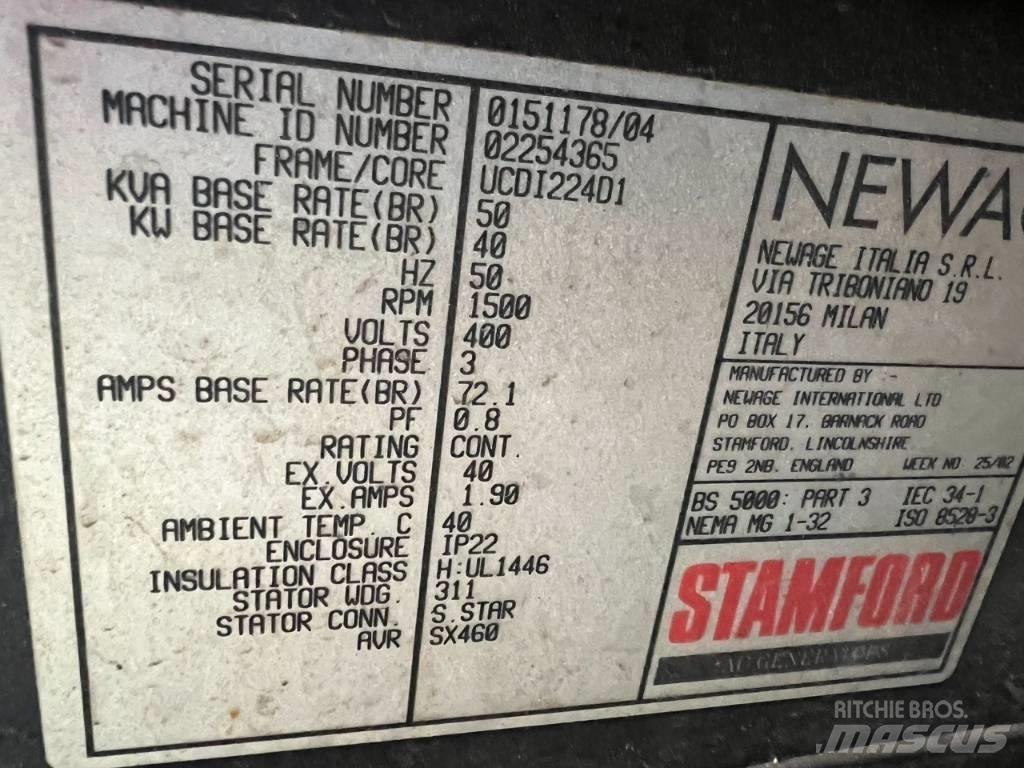 SERIAL NUMBER 0151178/04
MACHINE ID NUMBER 02254365
FRAME/CORE UCDI224D1
KVA BASE RATE(BR) 50
KW BASE RATE(BR) 40
HZ 50
RPM 1500
VOLTS 400
PHASE 3
AMPS BASE RATE(BR) 72.1
PF 0.8
RATING CONT.
EX.VOLTS 40
EX.AMPS 1.90
AMBIENT TEMP. C 40
ENCLOSURE IP22
INSULATION CLASS H:UL1446
STATOR WDG. 311
STATOR CONN. S.STAR
AVR SX460
NEWAG
NEWAGE ITALIA S.R.L.
VIA TRIBONIANO 19
20156 MILAN
ITALY
MANUFACTURED BY :-
NEWAGE INTERNATIONAL LTD
PO BOX 17. BARNACK ROAD
STAMFORD. LINCOLNSHIRE
PE9 2NB. ENGLAND WEEK NO 25/02
BS 5000: PART 3 IEC 34-1
NEMA MG 1-32 ISO 8528-3
STAMFORD
AC GENERATORS
RITCHIE BROS.
MASCUS